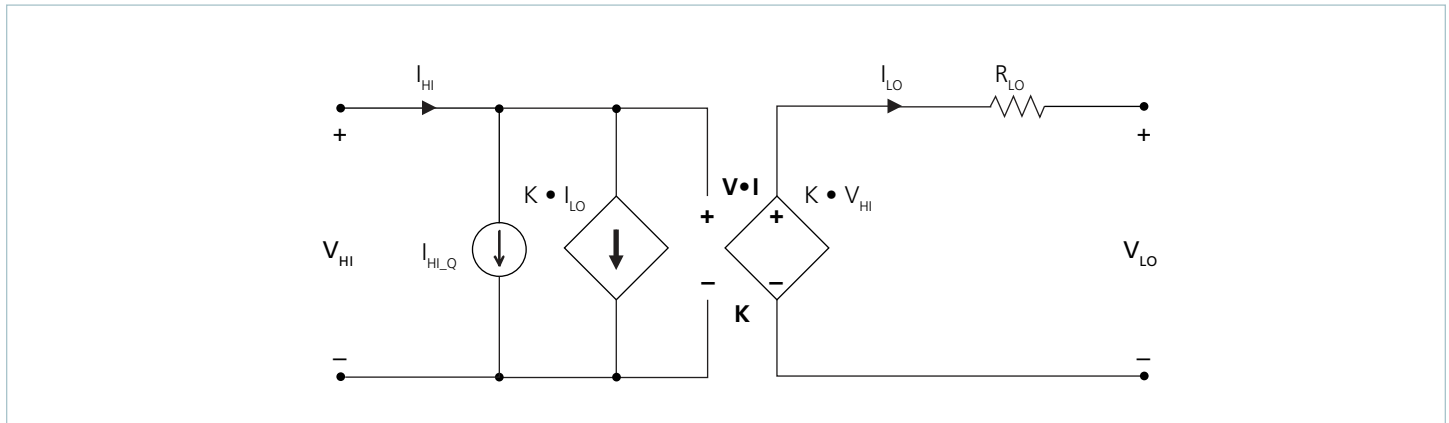 I_HI
I_LO
R_LO
+
+
K • I_LO
V•I
K • V_HI
+
+
V_HI
I_HI_Q
V_LO
–
–
K
–
–